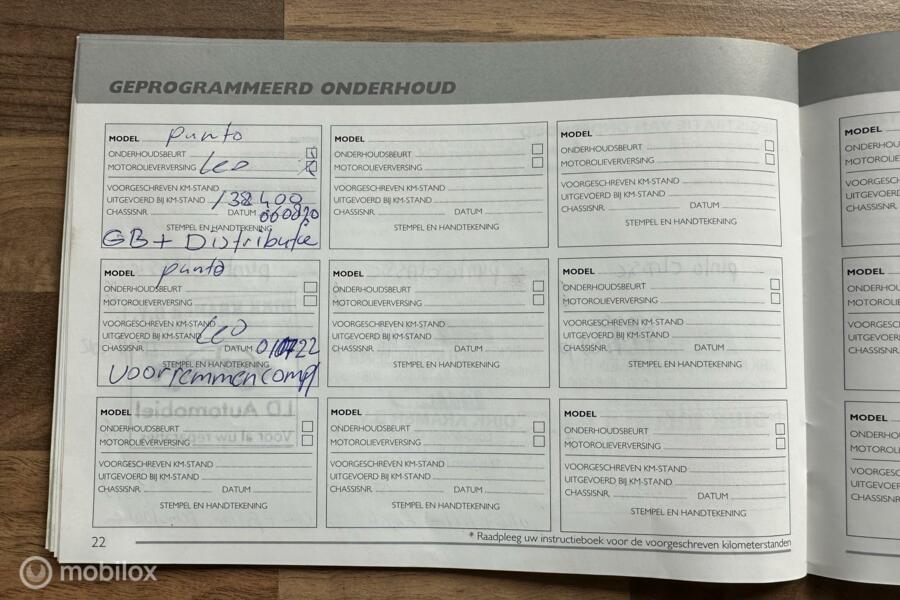 GEPROGRAMMEERD ONDERHOUD
MODEL punto
ONDERHOUDSBEURT
MOTOROLIEVERVERSING Leo
VOORGESCHREVEN KM-STAND
UITGEVOERD BIJ KM-STAND 138400
CHASSISNR. DATUM 060820
STEMPEL EN HANDTEKENING
GB + Distributie
MODEL
ONDERHOUDSBEURT
MOTOROLIEVERVERSING
VOORGESCHREVEN KM-STAND
UITGEVOERD BIJ KM-STAND
CHASSISNR. DATUM
STEMPEL EN HANDTEKENING
MODEL
ONDERHOUDSBEURT
MOTOROLIEVERVERSING
VOORGESCHREVEN KM-STAND
UITGEVOERD BIJ KM-STAND
CHASSISNR. DATUM
STEMPEL EN HANDTEKENING
MODEL punto
ONDERHOUDSBEURT
MOTOROLIEVERVERSING
VOORGESCHREVEN KM-STAND
UITGEVOERD BIJ KM-STAND Leo
CHASSISNR. DATUM 010722
STEMPEL EN HANDTEKENING
voorremmen compl
MODEL
ONDERHOUDSBEURT
MOTOROLIEVERVERSING
VOORGESCHREVEN KM-STAND
UITGEVOERD BIJ KM-STAND
CHASSISNR. DATUM
STEMPEL EN HANDTEKENING
MODEL
ONDERHOUDSBEURT
MOTOROLIEVERVERSING
VOORGESCHREVEN KM-STAND
UITGEVOERD BIJ KM-STAND
CHASSISNR. DATUM
STEMPEL EN HANDTEKENING
MODEL
ONDERHOUDSBEURT
MOTOROLIEVERVERSING
VOORGESCHREVEN KM-STAND
UITGEVOERD BIJ KM-STAND
CHASSISNR. DATUM
STEMPEL EN HANDTEKENING
MODEL
ONDERHOUDSBEURT
MOTOROLIEVERVERSING
VOORGESCHREVEN KM-STAND
UITGEVOERD BIJ KM-STAND
CHASSISNR. DATUM
STEMPEL EN HANDTEKENING
MODEL
ONDERHOUDSBEURT
MOTOROLIEVERVERSING
VOORGESCHREVEN KM-STAND
UITGEVOERD BIJ KM-STAND
CHASSISNR. DATUM
STEMPEL EN HANDTEKENING
22
* Raadpleeg uw instructieboek voor de voorgeschreven kilometerstanden
MODEL
MODEL
MODEL
mobilox